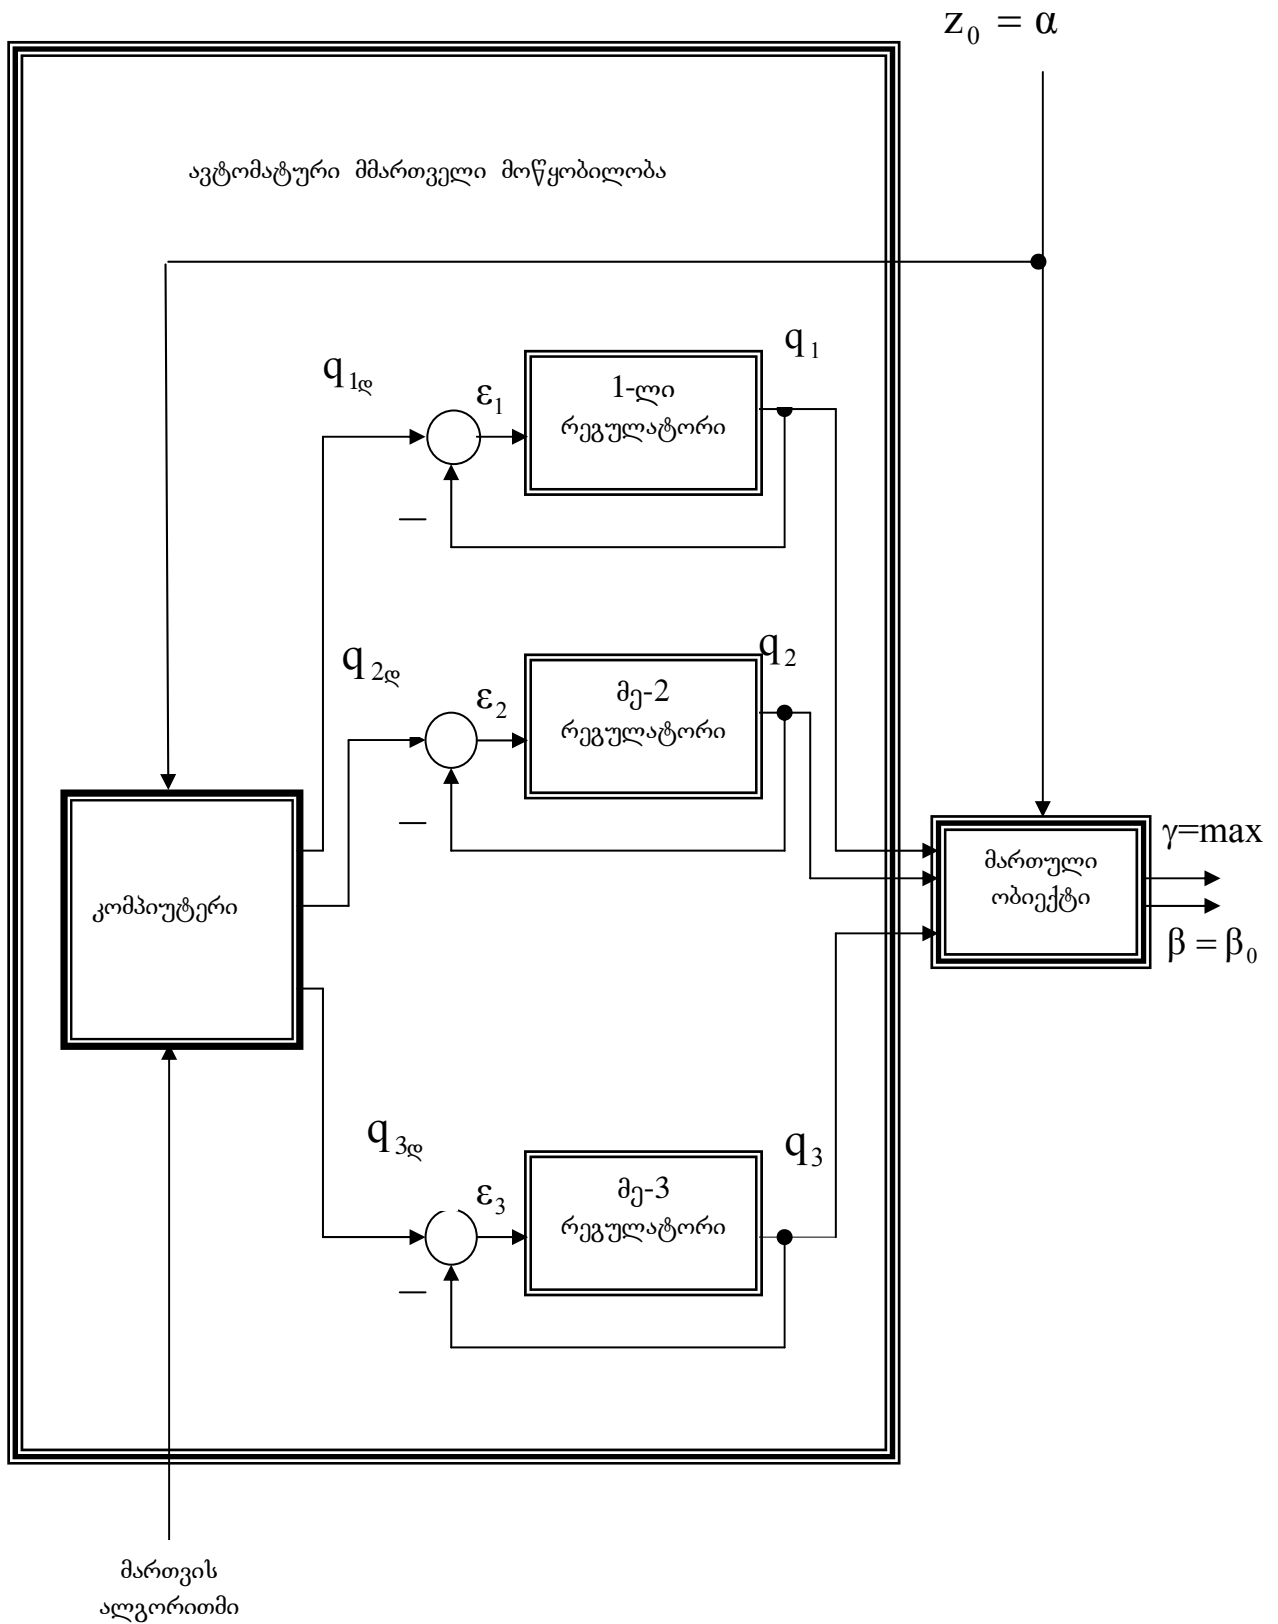 z₀ = α
ავტომატური მმართველი მოწყობილობა
q₁
q₁დ
ε₁
1-ლი
რეგულატორი
−
q₂
q₂დ
ε₂
მე-2
რეგულატორი
−
γ=max
მართული
ობიექტი
β = β₀
კომპიუტერი
q₃დ
q₃
ε₃
მე-3
რეგულატორი
−
მართვის
ალგორითმი